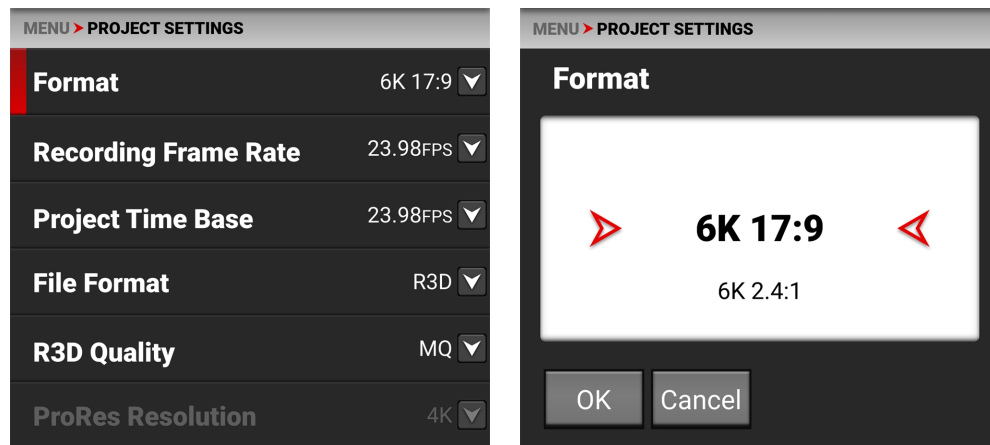 MENU PROJECT SETTINGS
Format 6K 17:9
Recording Frame Rate 23.98FPS
Project Time Base 23.98FPS
File Format R3D
R3D Quality MQ
ProRes Resolution 4K
MENU PROJECT SETTINGS
Format
6K 17:9
6K 2.4:1
OK Cancel